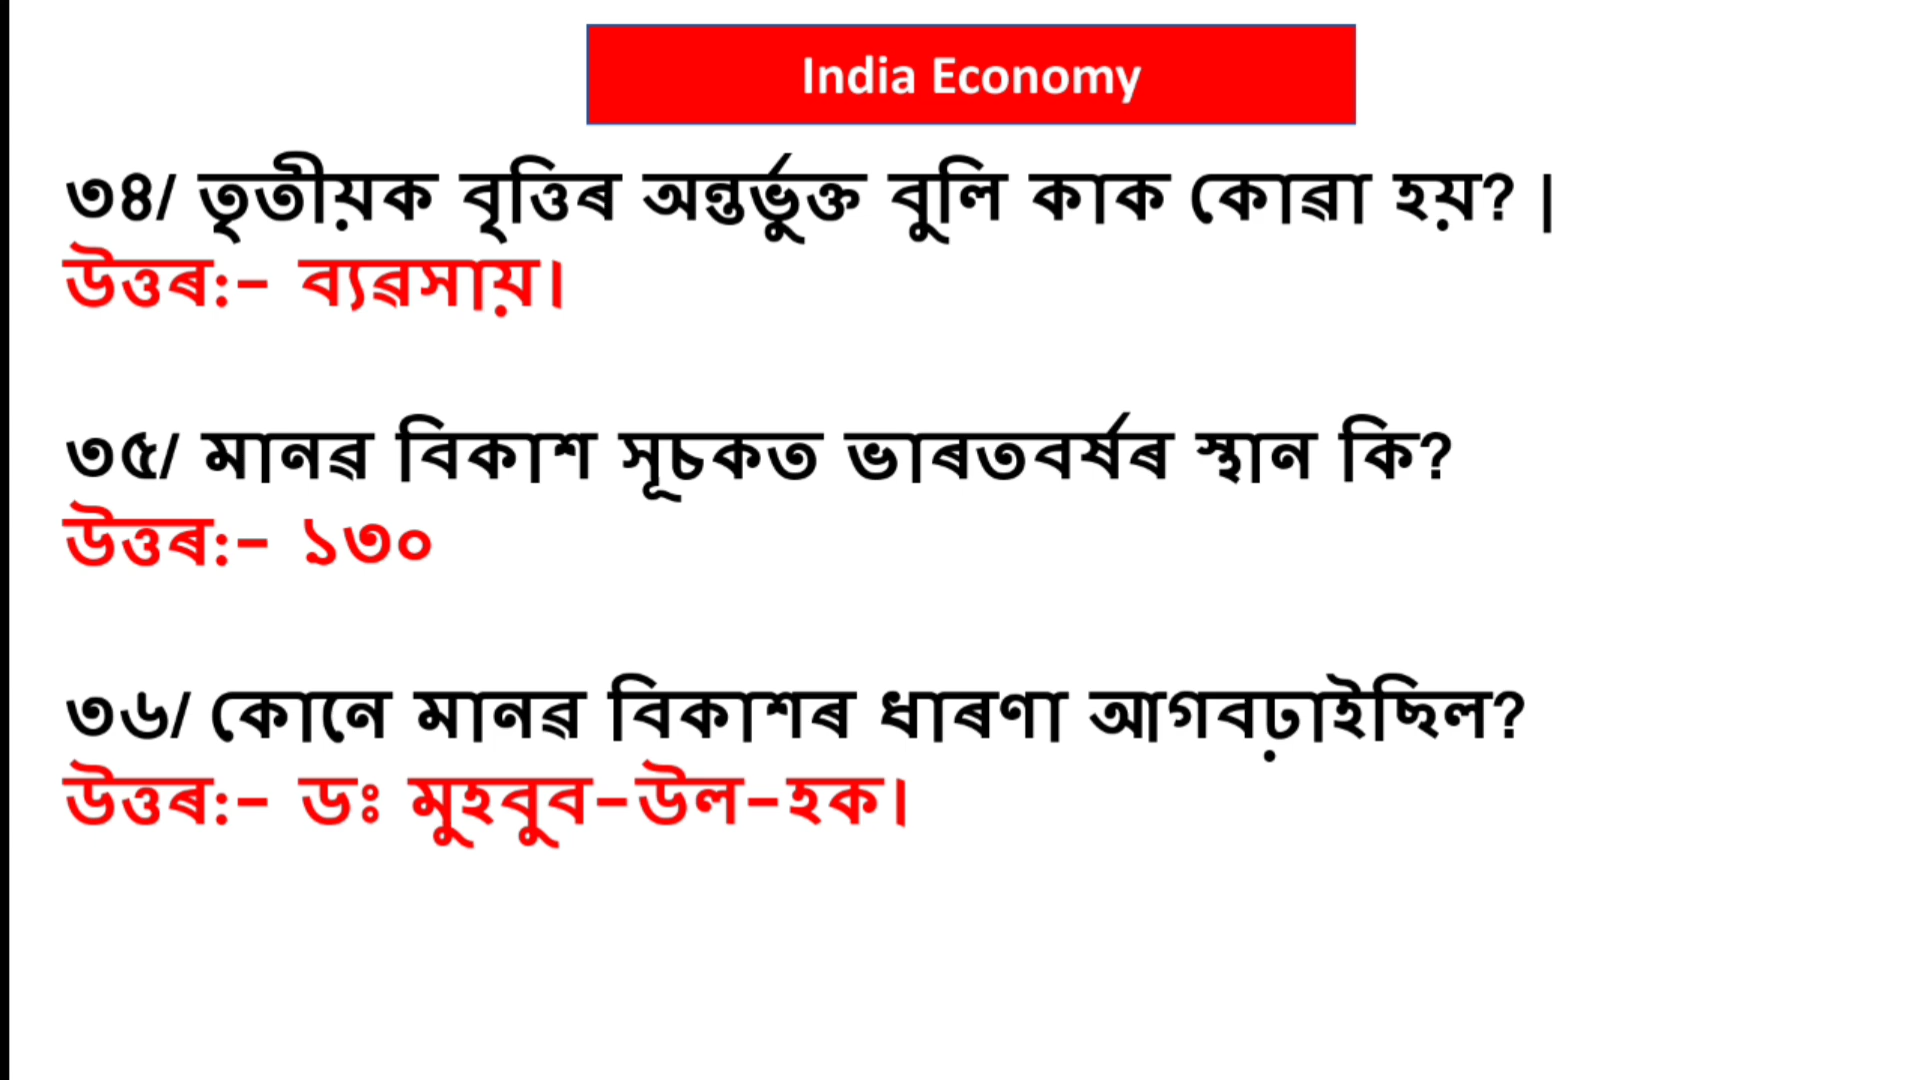 India Economy
৩৪/ তৃতীয়ক বৃত্তিৰ অন্তৰ্ভুক্ত বুলি কাক কোৱা হয়? |
উত্তৰ:- ব্যৱসায়।
৩৫/ মানৱ বিকাশ সূচকত ভাৰতবৰ্ষৰ স্থান কি?
উত্তৰ:- ১৩০
৩৬/ কোনে মানৱ বিকাশৰ ধাৰণা আগবঢ়াইছিল?
উত্তৰ:- ডঃ মুহবুব-উল-হক।